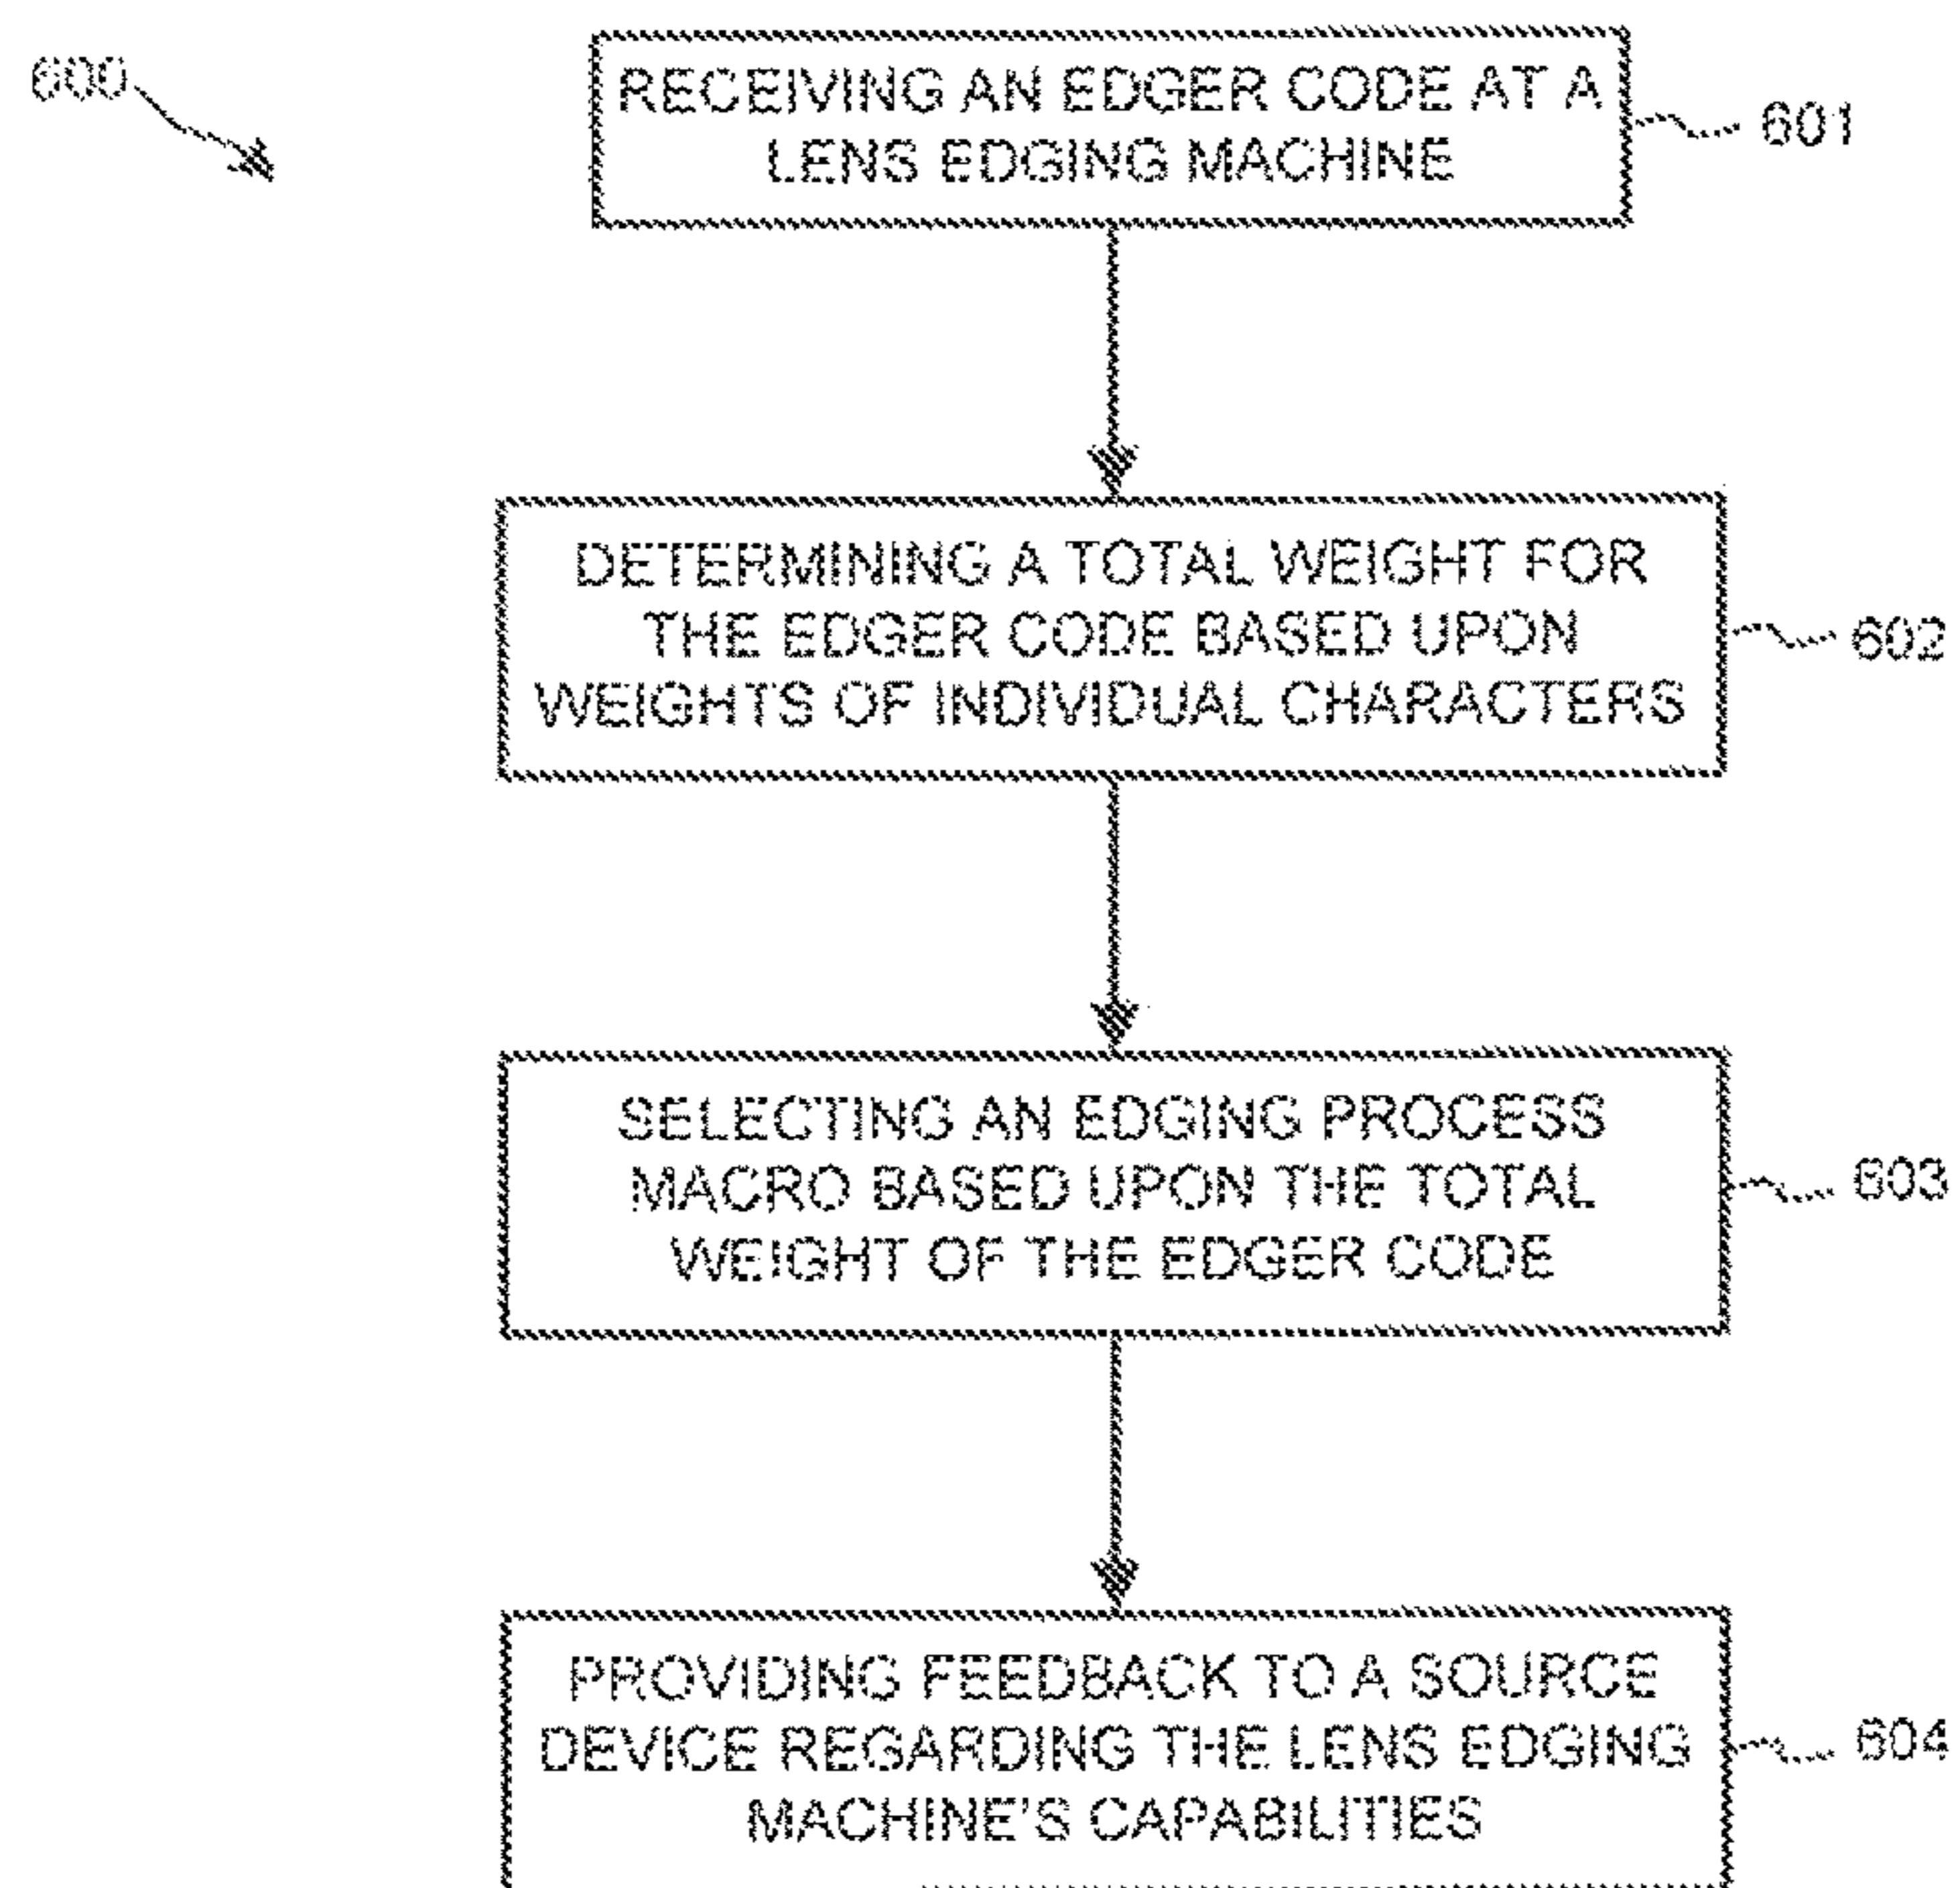 600
RECEIVING AN EDGER CODE AT A
LENS EDGING MACHINE
601
DETERMINING A TOTAL WEIGHT FOR
THE EDGER CODE BASED UPON
WEIGHTS OF INDIVIDUAL CHARACTERS
602
SELECTING AN EDGING PROCESS
MACRO BASED UPON THE TOTAL
WEIGHT OF THE EDGER CODE
603
PROVIDING FEEDBACK TO A SOURCE
DEVICE REGARDING THE LENS EDGING
MACHINE'S CAPABILITIES
604